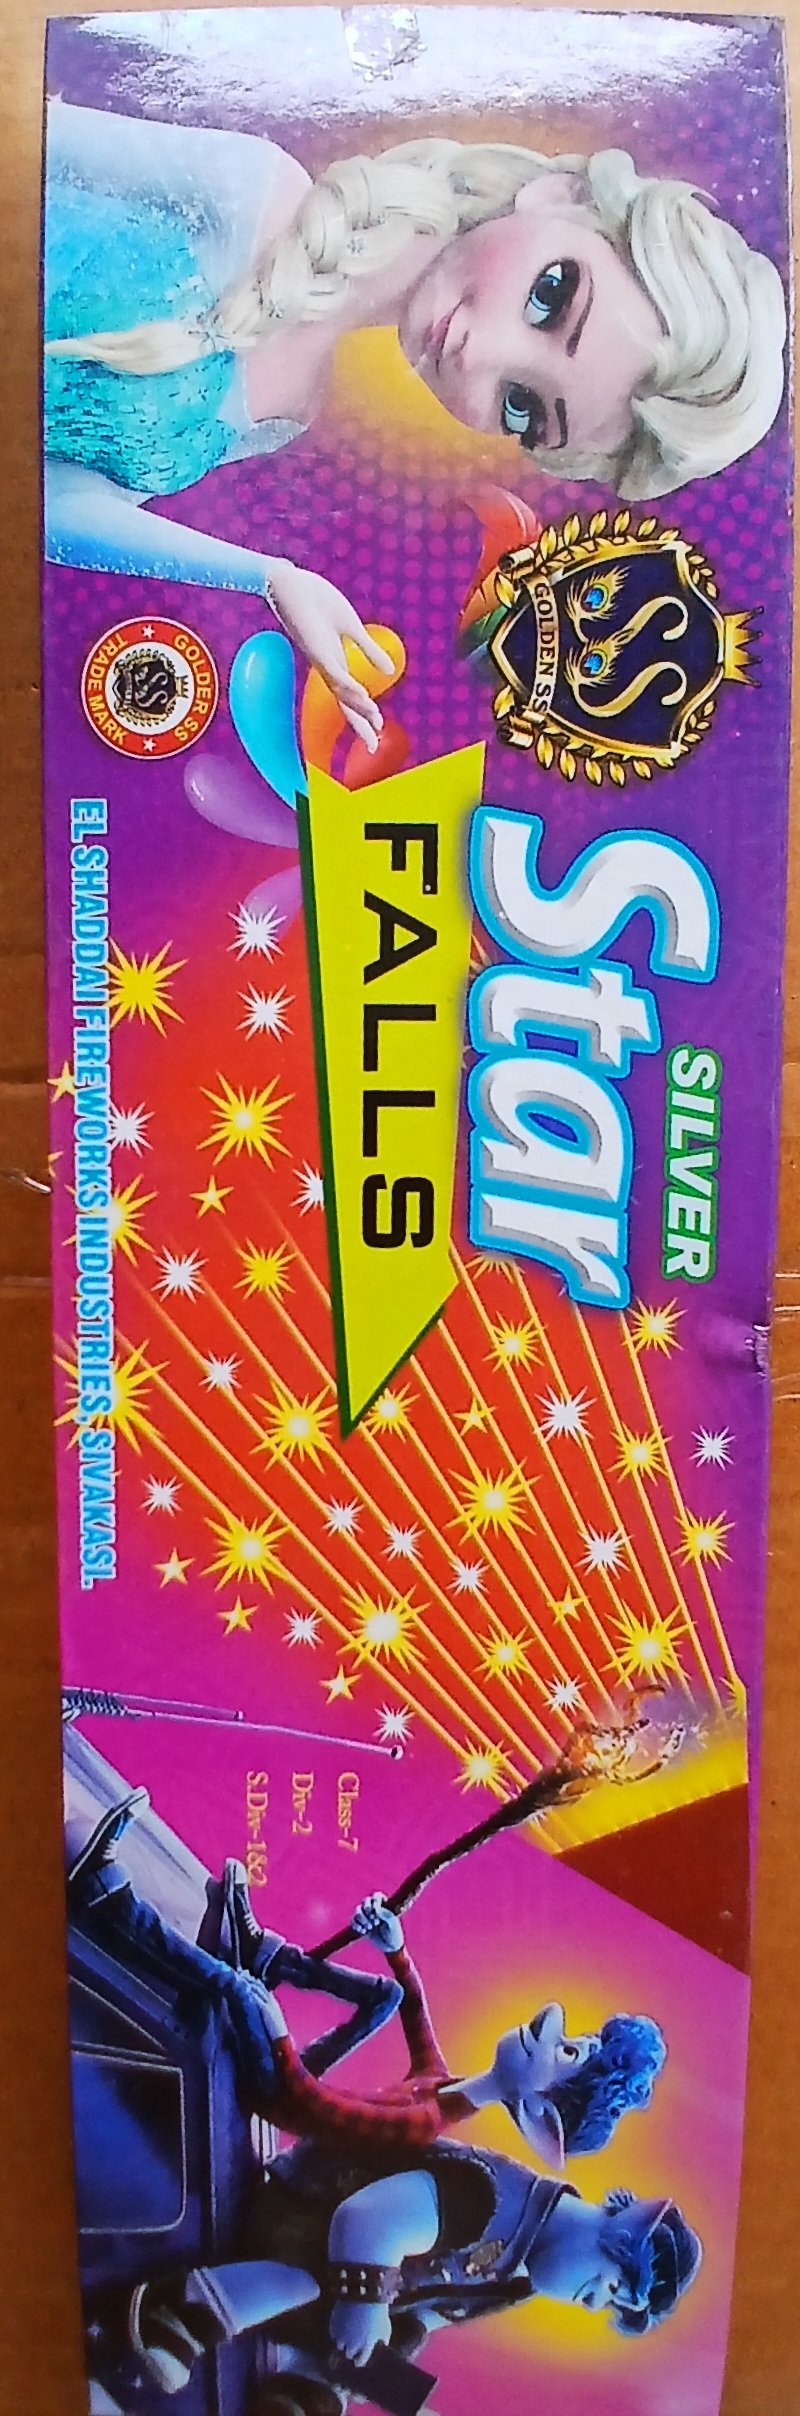 SS
GOLDEN SS
GOLDEN SS
TRADE MARK
SILVER
Star
FALLS
EL SHADDAI FIREWORKS INDUSTRIES, SIVAKASI.
Class-7
Div-2
S.Div-1&2